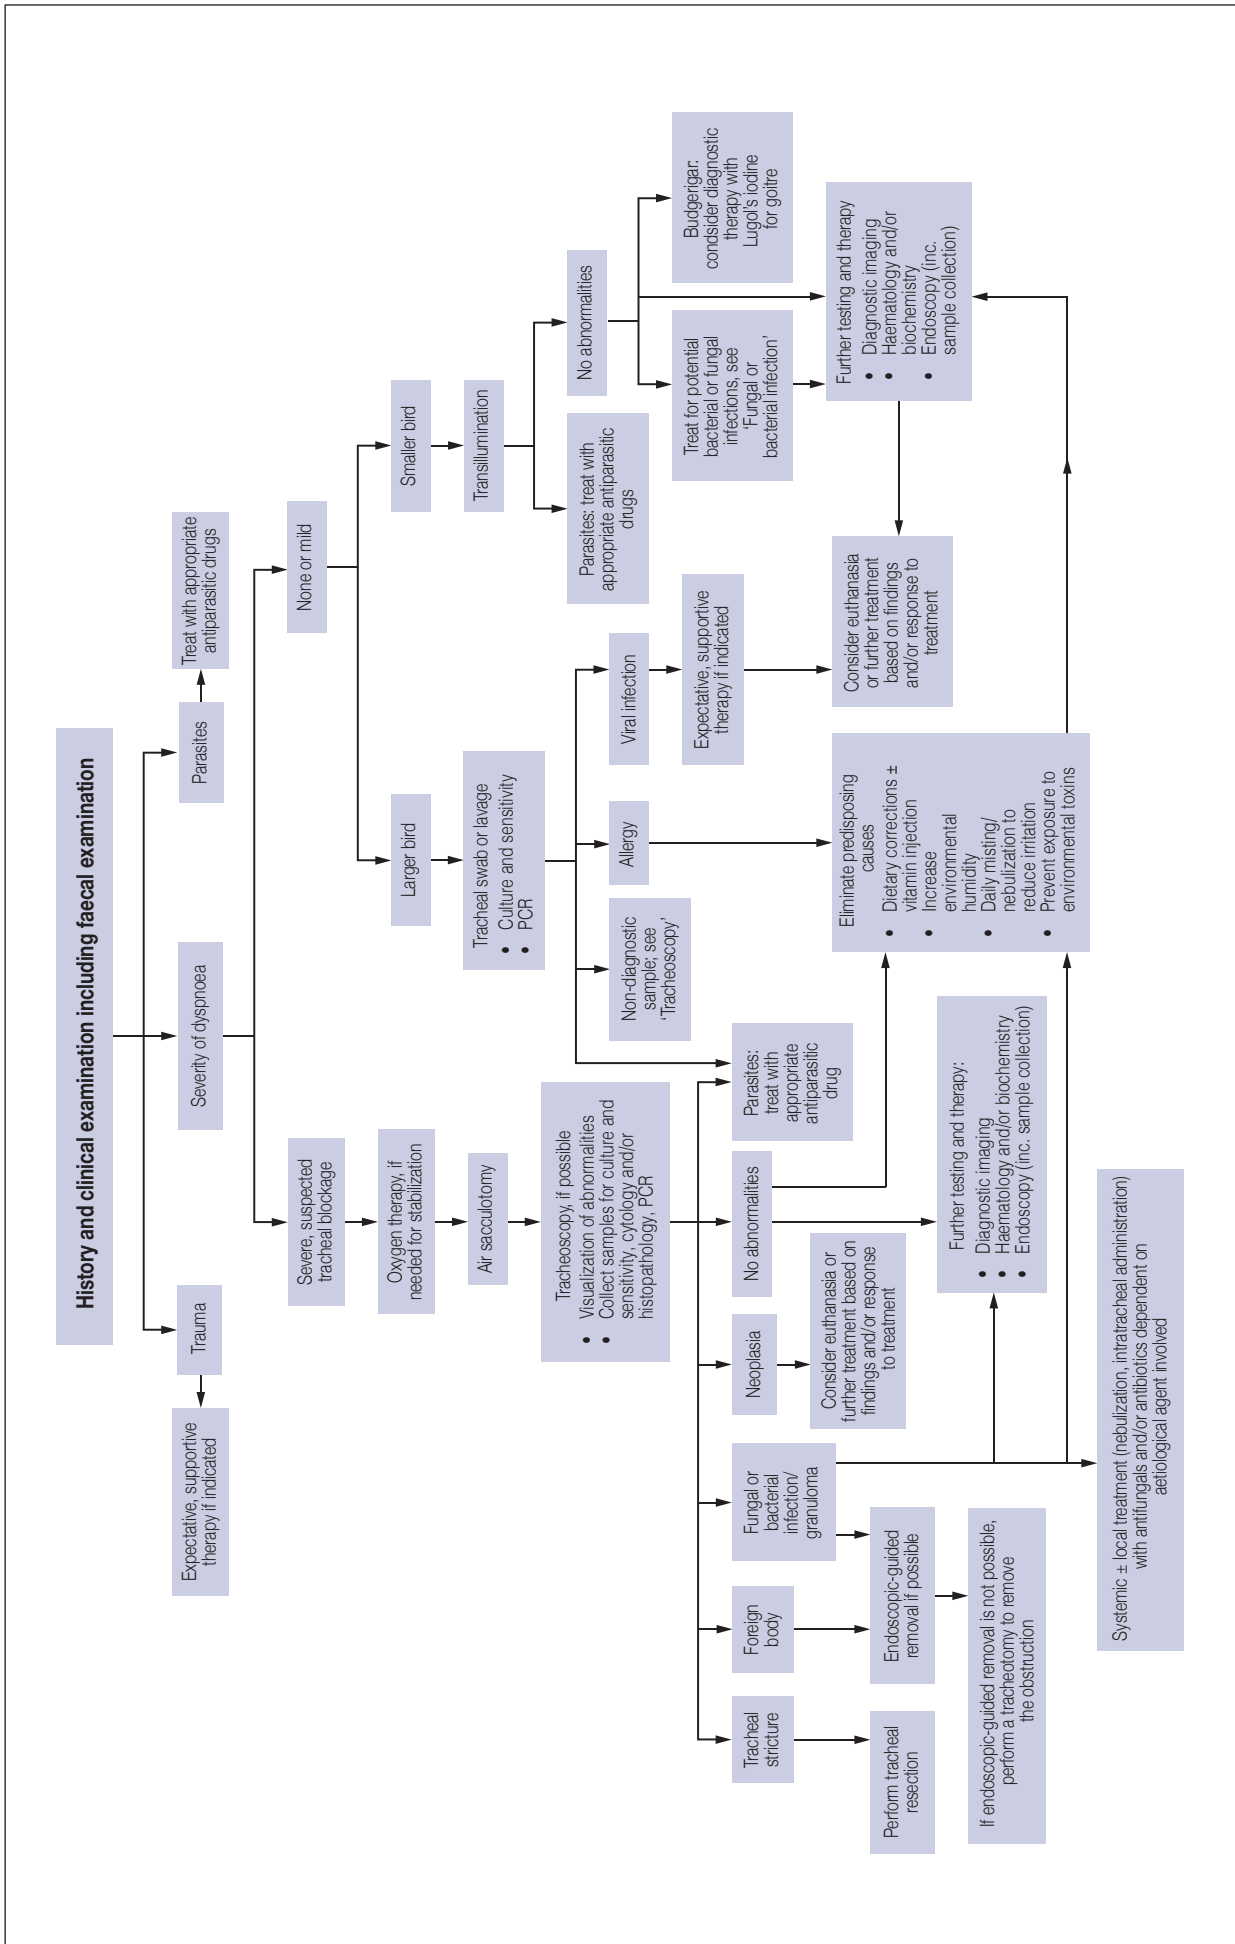 History and clinical examination including faecal examination
Trauma
Expectative, supportive
therapy if indicated
Severity of dyspnoea
Parasites
Treat with appropriate
antiparasitic drugs
Severe, suspected
tracheal blockage
None or mild
Oxygen therapy, if
needed for stabilization
Air sacculotomy
Larger bird
Smaller bird
Tracheoscopy, if possible
• Visualization of abnormalities
• Collect samples for culture and
sensitivity, cytology and/or
histopathology, PCR
Tracheal swab or lavage
• Culture and sensitivity
• PCR
Transillumination
Tracheal
stricture
Foreign
body
Fungal or
bacterial
infection/
granuloma
Neoplasia
No abnormalities
Parasites:
treat with
appropriate
antiparasitic
drug
Non-diagnostic
sample; see
‘Tracheoscopy’
Allergy
Viral infection
Parasites: treat with
appropriate antiparasitic
drugs
No abnormalities
Expectative, supportive
therapy if indicated
Treat for potential
bacterial or fungal
infections, see
‘Fungal or
bacterial infection’
Budgerigar:
condsider diagnostic
therapy with
Lugol’s iodine
for goitre
Perform tracheal
resection
Endoscopic-guided
removal if possible
Consider euthanasia or
further treatment based on
findings and/or response
to treatment
Eliminate predisposing
causes
• Dietary corrections ±
vitamin injection
• Increase
environmental
humidity
• Daily misting/
nebulization to
reduce irritation
• Prevent exposure to
environmental toxins
Consider euthanasia
or further treatment
based on findings
and/or response to
treatment
Further testing and therapy
• Diagnostic imaging
• Haematology and/or
biochemistry
• Endoscopy (inc.
sample collection)
If endoscopic-guided removal is not possible,
perform a tracheotomy to remove
the obstruction
Further testing and therapy:
• Diagnostic imaging
• Haematology and/or biochemistry
• Endoscopy (inc. sample collection)
Systemic ± local treatment (nebulization, intratracheal administration)
with antifungals and/or antibiotics dependent on
aetiological agent involved